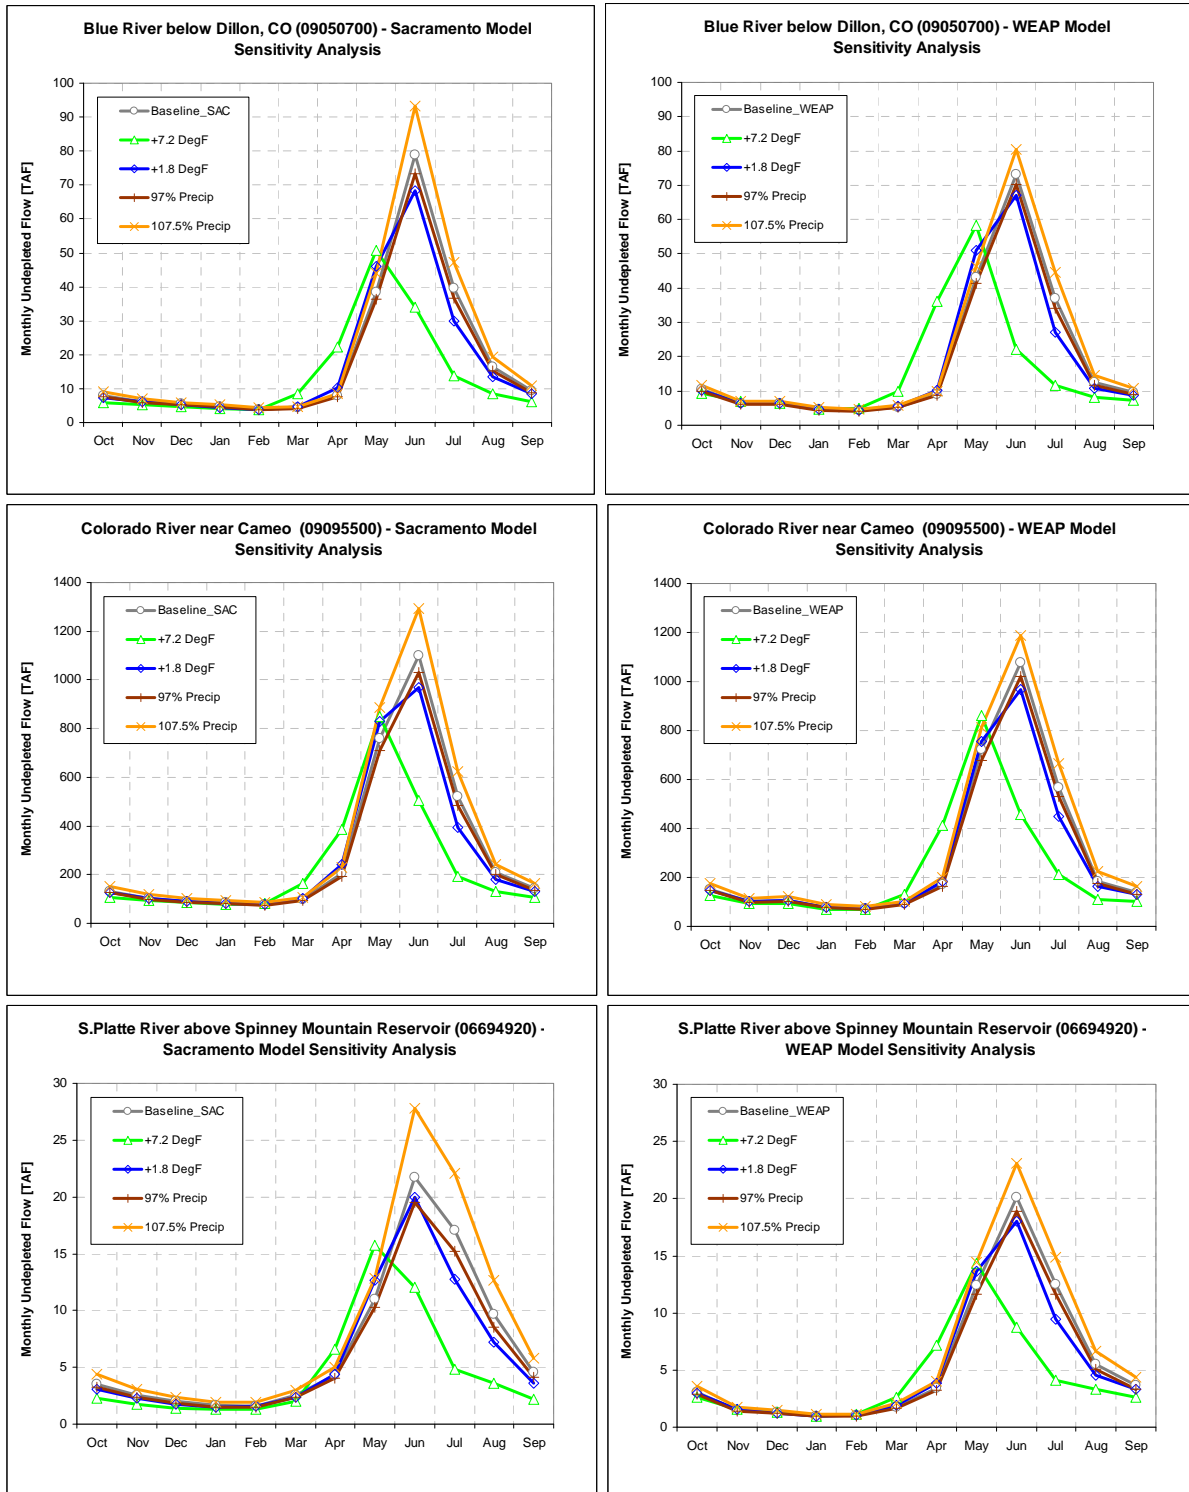 Blue River below Dillon, CO (09050700) - Sacramento Model
Sensitivity Analysis
Monthly Undepleted Flow [TAF]
100
90
80
70
60
50
40
30
20
10
0
Baseline_SAC
+7.2 DegF
+1.8 DegF
97% Precip
107.5% Precip
Oct Nov Dec Jan Feb Mar Apr May Jun Jul Aug Sep
Blue River below Dillon, CO (09050700) - WEAP Model
Sensitivity Analysis
Monthly Undepleted Flow [TAF]
100
90
80
70
60
50
40
30
20
10
0
Baseline_WEAP
+7.2 DegF
+1.8 DegF
97% Precip
107.5% Precip
Oct Nov Dec Jan Feb Mar Apr May Jun Jul Aug Sep
Colorado River near Cameo (09095500) - Sacramento Model
Sensitivity Analysis
Monthly Undepleted Flow [TAF]
1400
1200
1000
800
600
400
200
0
Baseline_SAC
+7.2 DegF
+1.8 DegF
97% Precip
107.5% Precip
Oct Nov Dec Jan Feb Mar Apr May Jun Jul Aug Sep
Colorado River near Cameo (09095500) - WEAP Model
Sensitivity Analysis
Monthly Undepleted Flow [TAF]
1400
1200
1000
800
600
400
200
0
Baseline_WEAP
+7.2 DegF
+1.8 DegF
97% Precip
107.5% Precip
Oct Nov Dec Jan Feb Mar Apr May Jun Jul Aug Sep
S.Platte River above Spinney Mountain Reservoir (06694920) -
Sacramento Model Sensitivity Analysis
Monthly Undepleted Flow [TAF]
30
25
20
15
10
5
0
Baseline_SAC
+7.2 DegF
+1.8 DegF
97% Precip
107.5% Precip
Oct Nov Dec Jan Feb Mar Apr May Jun Jul Aug Sep
S.Platte River above Spinney Mountain Reservoir (06694920) -
WEAP Model Sensitivity Analysis
Monthly Undepleted Flow [TAF]
30
25
20
15
10
5
0
Baseline_WEAP
+7.2 DegF
+1.8 DegF
97% Precip
107.5% Precip
Oct Nov Dec Jan Feb Mar Apr May Jun Jul Aug Sep